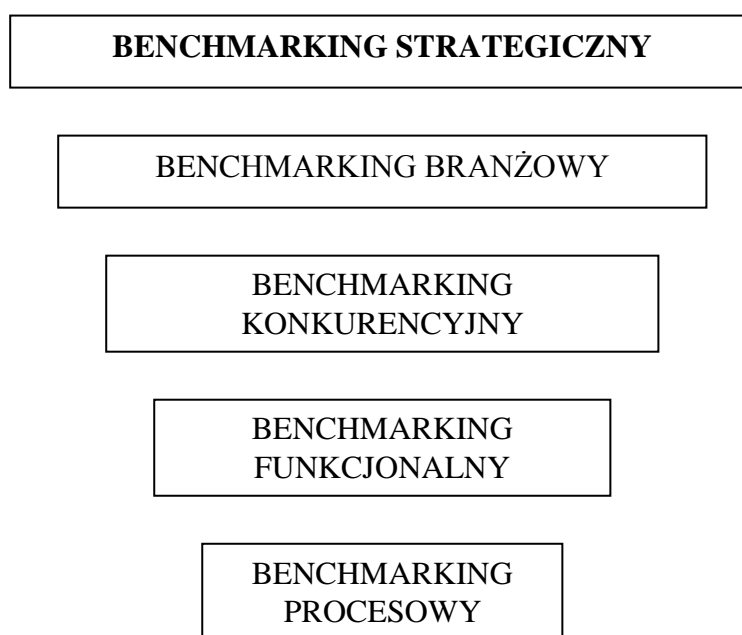 BENCHMARKING STRATEGICZNY
BENCHMARKING BRANŻOWY
BENCHMARKING
KONKURENCYJNY
BENCHMARKING
FUNKCJONALNY
BENCHMARKING
PROCESOWY